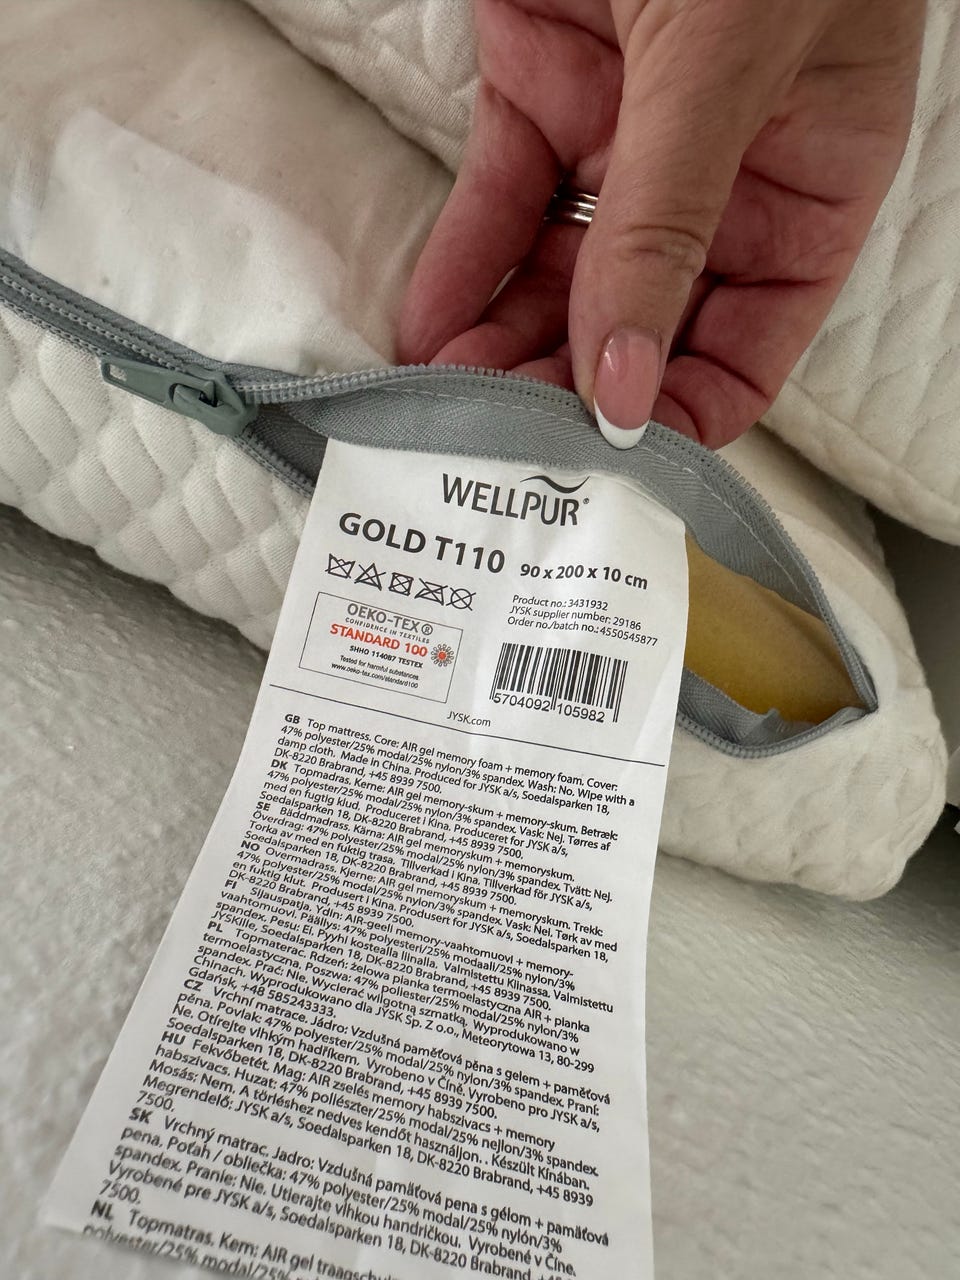 WELLPUR®
GOLD T110 90 x 200 x 10 cm
Product no.: 3431932
JYSK supplier number: 29186
Order no./batch no.: 4550545877
OEKO-TEX®
CONFIDENCE IN TEXTILES
STANDARD 100
SHHO 114087 TESTEX
Tested for harmful substances
www.oeko-tex.com/standard100
5704092 105982
JYSK.com
GB Top mattress. Core: AIR gel memory foam + memory foam. Cover:
47% polyester/25% modal/25% nylon/3% spandex. Wash: No. Wipe with a
damp cloth. Made in China. Produced for JYSK a/s, Soedalsparken 18,
DK-8220 Brabrand, +45 8939 7500.
DK Topmadras. Kerne: AIR gel memory-skum + memory-skum. Betræk:
47% polyester/25% modal/25% nylon/3% spandex. Vask: Nej. Tørres af
med en fugtig klud. Produceret i Kina. Produceret for JYSK a/s,
Soedalsparken 18, DK-8220 Brabrand, +45 8939 7500.
SE Bäddmadrass. Kärna: AIR gel memoryskum + memoryskum.
Överdrag: 47% polyester/25% modal/25% nylon/3% spandex. Tvätt: Nej.
Torka av med en fuktig trasa. Tillverkad i Kina. Tillverkad för JYSK a/s,
Soedalsparken 18, DK-8220 Brabrand, +45 8939 7500.
NO Overmadrass. Kjerne: AIR gel memoryskum + memoryskum. Trekk:
47% polyester/25% modal/25% nylon/3% spandex. Vask: Nei. Tørk av med
en fuktig klut. Produsert i Kina. Produsert for JYSK a/s, Soedalsparken 18,
DK-8220 Brabrand, +45 8939 7500.
FI Sijauspatja. Ydin: AIR-geeli memory-vaahtomuovi + memory-
vaahtomuovi. Päällys: 47% polyesteri/25% modaali/25% nylon/3%
spandex. Pesu: Ei. Pyyhi kostealla liinalla. Valmistettu Kiinassa. Valmistettu
JYSKille, Soedalsparken 18, DK-8220 Brabrand, +45 8939 7500.
PL Topmaterac. Rdzeń: żelowa pianka termoelastyczna AIR + pianka
termoelastyczna. Poszwa: 47% poliester/25% modal/25% nylon/3%
spandex. Prać: Nie. Wycierać wilgotną szmatką. Wyprodukowano w
Chinach. Wyprodukowano dla JYSK Sp. Z o.o., Meteorytowa 13, 80-299
Gdańsk, +48 585243333.
CZ Vrchní matrace. Jádro: Vzdušná paměťová pěna s gelem + paměťová
pěna. Povlak: 47% polyester/25% modal/25% nylon/3% spandex. Praní:
Ne. Otírejte vlhkým hadříkem. Vyrobeno v Číně. Vyrobeno pro JYSK a/s,
Soedalsparken 18, DK-8220 Brabrand, +45 8939 7500.
HU Fekvőbetét. Mag: AIR zselés memory habszivacs + memory
habszivacs. Huzat: 47% poliészter/25% modal/25% nejlon/3% spandex.
Mosás: Nem. A törléshez nedves kendőt használjon. . Készült Kínában.
Megrendelő: JYSK a/s, Soedalsparken 18, DK-8220 Brabrand, +45 8939
7500.
SK Vrchný matrac. Jadro: Vzdušná pamäťová pena s gélom + pamäťová
pena. Poťah / obliečka: 47% polyester/25% modal/25% nylón/3%
spandex. Pranie: Nie. Utierajte vlhkou handričkou. Vyrobené v Číne.
Vyrobené pre JYSK a/s, Soedalsparken 18, DK-8220 Brabrand, +45 8939
7500.
NL Topmatras. Kern: AIR gel
polyester/25% modal/25%